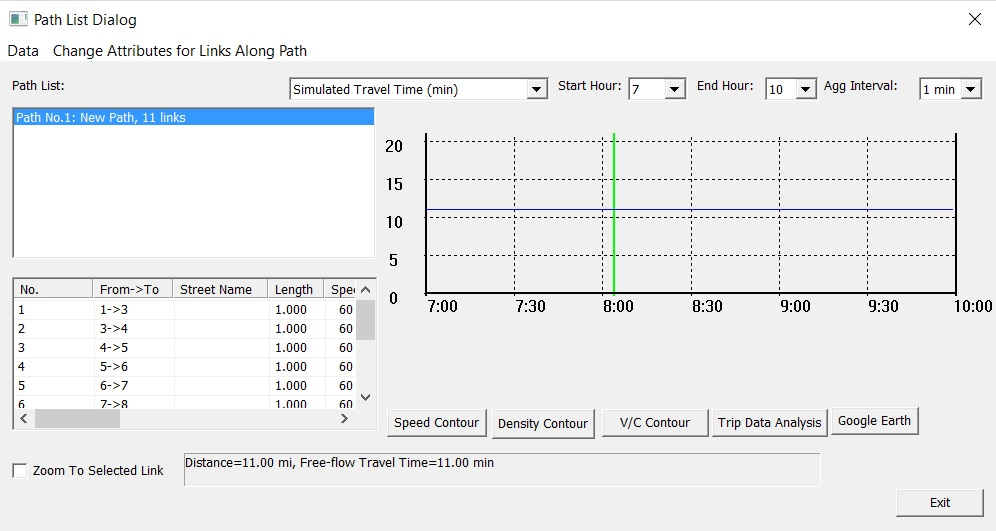 Path List Dialog
Data Change Attributes for Links Along Path
Path List: Simulated Travel Time (min) Start Hour: 7 End Hour: 10 Agg Interval: 1 min
Path No.1: New Path, 11 links
20
15
10
5
0
7:00 7:30 8:00 8:30 9:00 9:30 10:00
No. From->To Street Name Length Spee
1 1->3 1.000 60
2 3->4 1.000 60
3 4->5 1.000 60
4 5->6 1.000 60
5 6->7 1.000 60
6 7->8 1.000 60
Speed Contour Density Contour V/C Contour Trip Data Analysis Google Earth
Zoom To Selected Link Distance=11.00 mi, Free-flow Travel Time=11.00 min
Exit